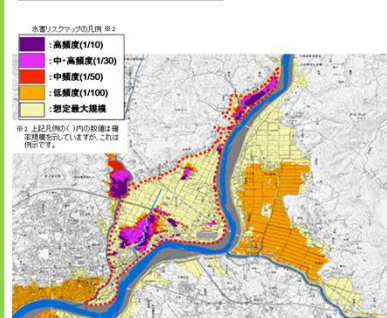 水害リスクマップの凡例 ※2
:高頻度(1/10)
:中・高頻度(1/30)
:中頻度(1/50)
:低頻度(1/100)
:想定最大規模
※2 上記凡例の( )内の数値は確
率規模を示していますが、これは
例示です。